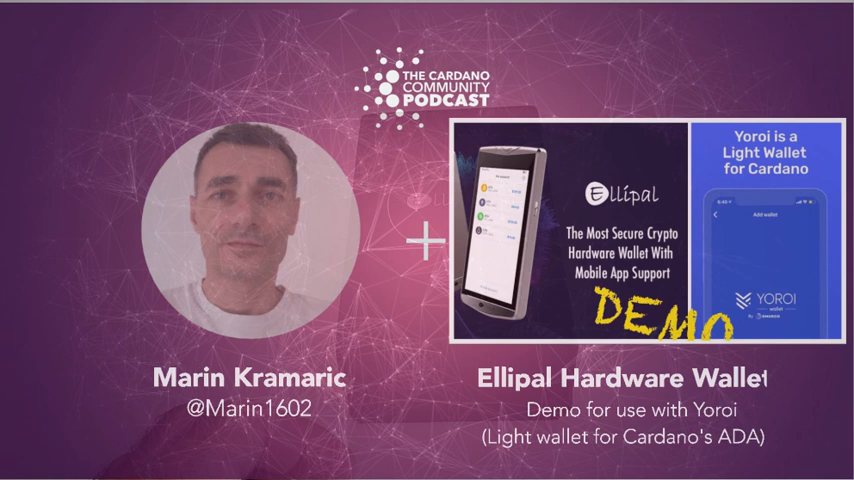 THE CARDANO
COMMUNITY
PODCAST
Yoroi is a
Light Wallet
for Cardano
Ellipal
The Most Secure Crypto
Hardware Wallet With
Mobile App Support
Add wallet
YOROI
wallet
By
DEMO
Marin Kramaric
@Marin1602
Ellipal Hardware Wallet
Demo for use with Yoroi
(Light wallet for Cardano's ADA)